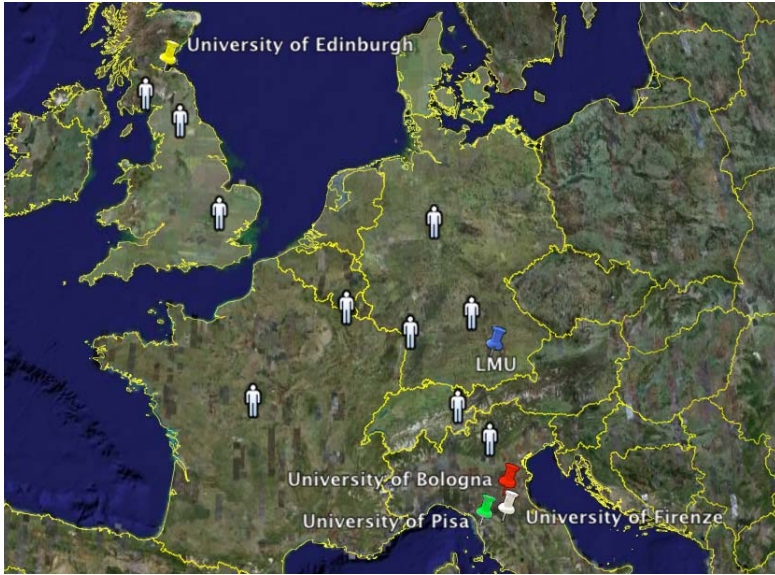 University of Edinburgh
LMU
University of Bologna
University of Pisa
University of Firenze